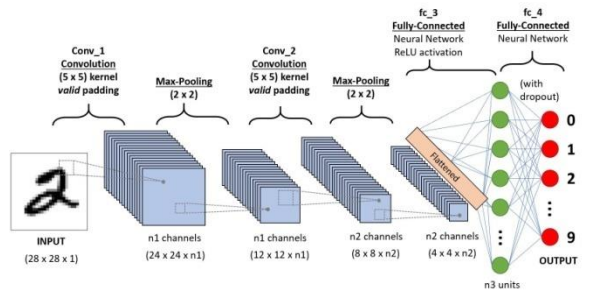 fc_3
Fully-Connected
Neural Network
ReLU activation
fc_4
Fully-Connected
Neural Network
Conv_1
Convolution
(5 x 5) kernel
valid padding
Max-Pooling
(2 x 2)
Conv_2
Convolution
(5 x 5) kernel
valid padding
Max-Pooling
(2 x 2)
(with
dropout)
Flattened
0
1
2
9
INPUT
(28 x 28 x 1)
n1 channels
(24 x 24 x n1)
n1 channels
(12 x 12 x n1)
n2 channels
(8 x 8 x n2)
n2 channels
(4 x 4 x n2)
n3 units
OUTPUT
2